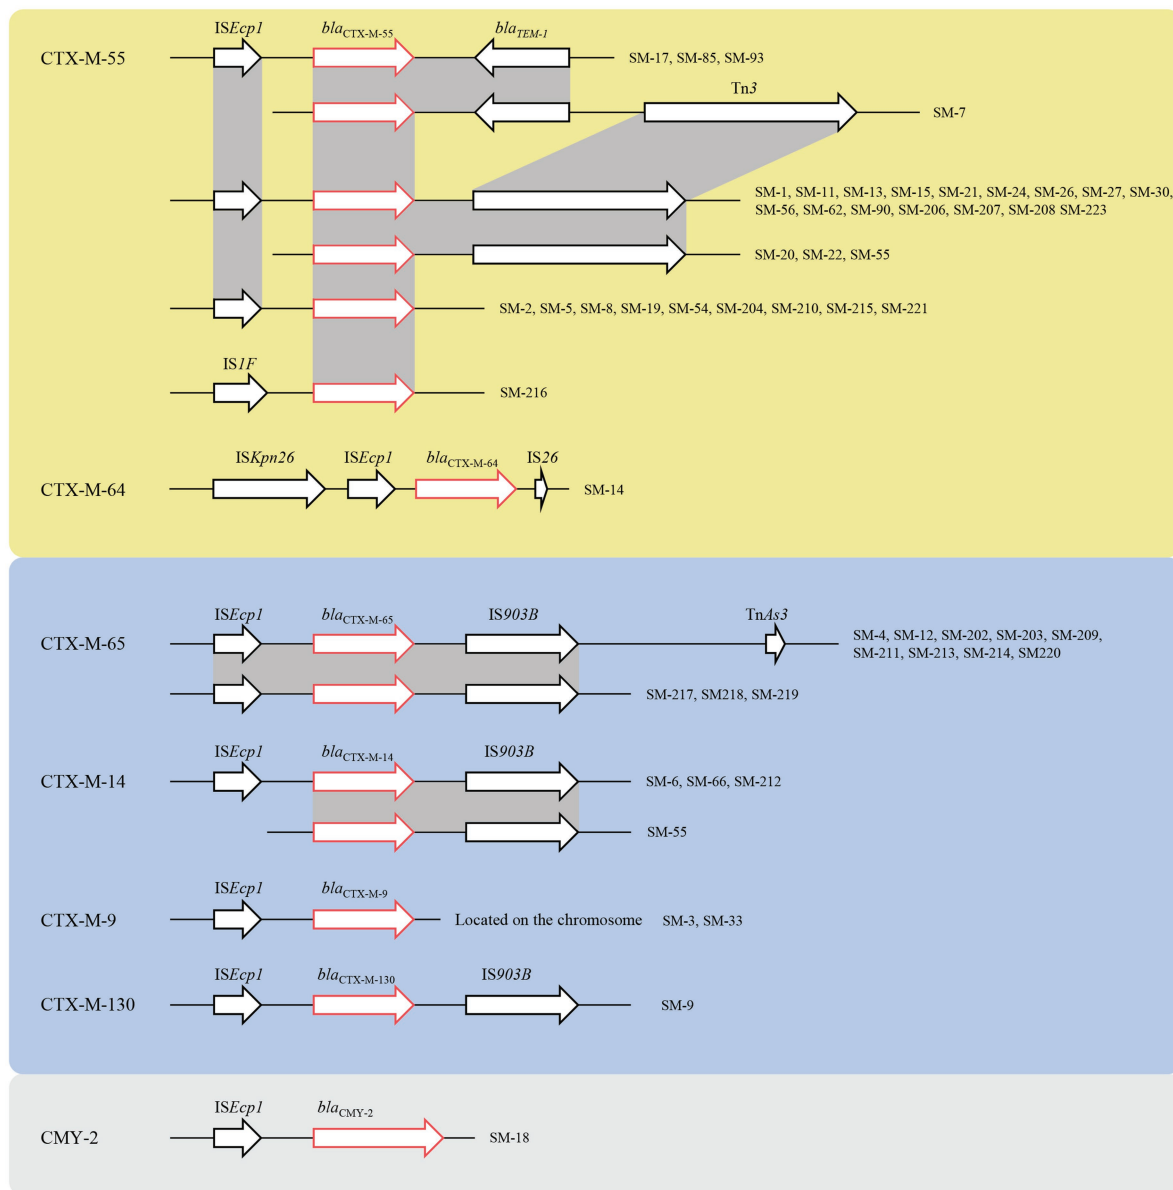 ISEcp1 blaCTX-M-55 blaTEM-1
CTX-M-55 SM-17, SM-85, SM-93
Tn3
SM-7
SM-1, SM-11, SM-13, SM-15, SM-21, SM-24, SM-26, SM-27, SM-30,
SM-56, SM-62, SM-90, SM-206, SM-207, SM-208 SM-223
SM-20, SM-22, SM-55
SM-2, SM-5, SM-8, SM-19, SM-54, SM-204, SM-210, SM-215, SM-221
IS1F
SM-216
ISKpn26 ISEcp1 blaCTX-M-64 IS26
CTX-M-64 SM-14
ISEcp1 blaCTX-M-65 IS903B TnAs3
CTX-M-65 SM-4, SM-12, SM-202, SM-203, SM-209,
SM-211, SM-213, SM-214, SM220
SM-217, SM218, SM-219
ISEcp1 blaCTX-M-14 IS903B
CTX-M-14 SM-6, SM-66, SM-212
SM-55
ISEcp1 blaCTX-M-9
CTX-M-9 Located on the chromosome SM-3, SM-33
ISEcp1 blaCTX-M-130 IS903B
CTX-M-130 SM-9
ISEcp1 blaCMY-2
CMY-2 SM-18